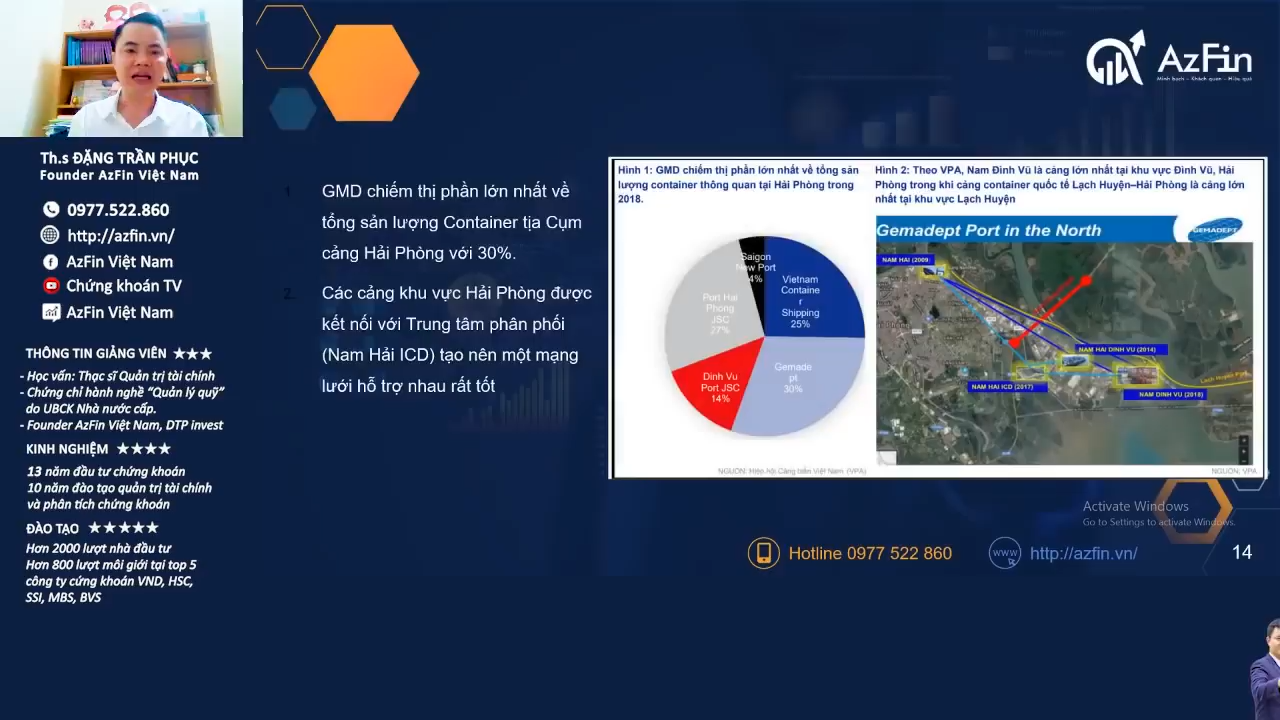 AzFin
Minh bạch - Khách quan - Hiệu quả
Th.s ĐẶNG TRẦN PHỤC
Founder AzFin Việt Nam
0977.522.860
http://azfin.vn/
AzFin Việt Nam
Chứng khoán TV
AzFin Việt Nam
THÔNG TIN GIẢNG VIÊN ★★★
- Học vấn: Thạc sĩ Quản trị tài chính
- Chứng chỉ hành nghề “Quản lý quỹ”
do UBCK Nhà nước cấp.
- Founder AzFin Việt Nam, DTP invest
KINH NGHIỆM ★★★★
13 năm đầu tư chứng khoán
10 năm đào tạo quản trị tài chính
và phân tích chứng khoán
ĐÀO TẠO ★★★★★
Hơn 2000 lượt nhà đầu tư
Hơn 800 lượt môi giới tại top 5
công ty cứng khoán VND, HSC,
SSI, MBS, BVS
1. GMD chiếm thị phần lớn nhất về
tổng sản lượng Container tịa Cụm
cảng Hải Phòng với 30%.
2. Các cảng khu vực Hải Phòng được
kết nối với Trung tâm phân phối
(Nam Hải ICD) tạo nên một mạng
lưới hỗ trợ nhau rất tốt
Hình 1: GMD chiếm thị phần lớn nhất về tổng sản
lượng container thông quan tại Hải Phòng trong
2018.
Saigon
New Port
4%
Vietnam
Containe
r
Shipping
25%
Port Hai
Phong
JSC
27%
Dinh Vu
Port JSC
14%
Gemade
pt
30%
NGUỒN: Hiệp hội Cảng biển Việt Nam (VPA)
Hình 2: Theo VPA, Nam Đình Vũ là cảng lớn nhất tại khu vực Đình Vũ, Hải
Phòng trong khi cảng container quốc tế Lạch Huyện–Hải Phòng là cảng lớn
nhất tại khu vực Lạch Huyện
Gemadept Port in the North
GEMADEPT
NAM HAI (2009)
NAM HAI DINH VU (2014)
NAM HAI ICD (2017)
NAM DINH VU (2018)
NGUỒN: VPA
Activate Windows
Go to Settings to activate Windows.
Hotline 0977 522 860
www
http://azfin.vn/
14